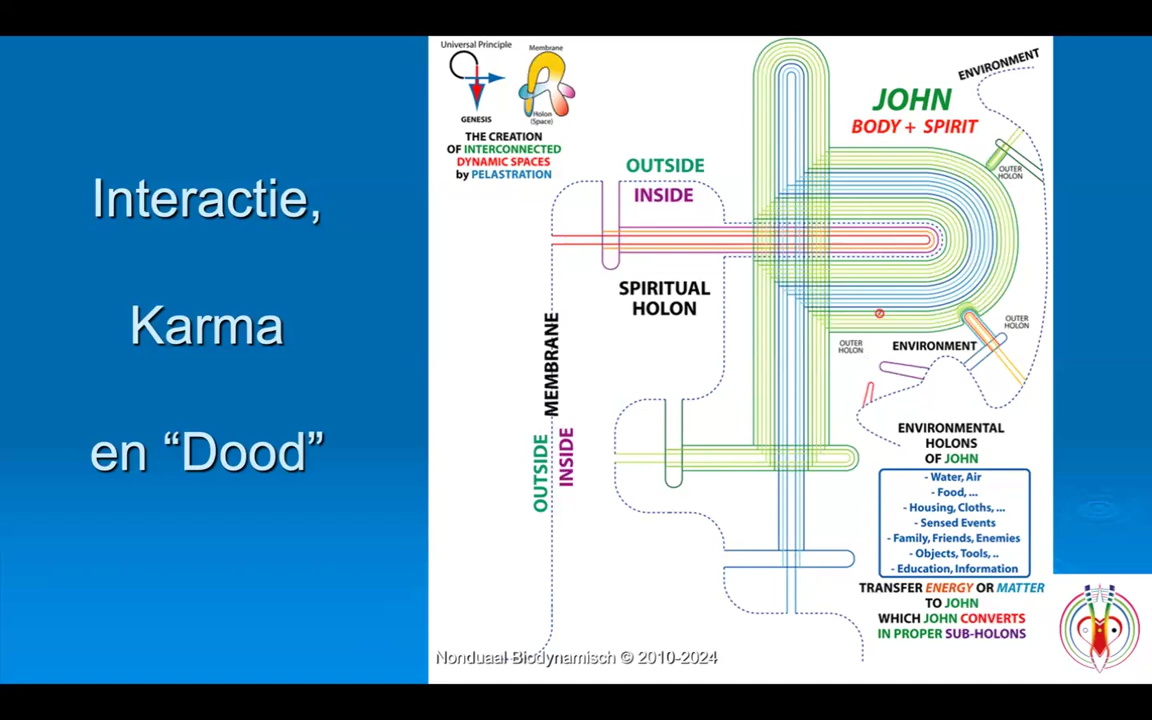 Interactie,
Karma
en “Dood”
Universal Principle
GENESIS
Membrane
Holon
(Space)
THE CREATION
OF INTERCONNECTED
DYNAMIC SPACES
by PELASTRATION
OUTSIDE
INSIDE
SPIRITUAL
HOLON
MEMBRANE
OUTSIDE
INSIDE
JOHN
BODY + SPIRIT
ENVIRONMENT
OUTER
HOLON
OUTER
HOLON
OUTER
HOLON
ENVIRONMENT
ENVIRONMENTAL
HOLONS
OF JOHN
- Water, Air
- Food, ...
- Housing, Cloths, ...
- Sensed Events
- Family, Friends, Enemies
- Objects, Tools, ..
- Education, Information
TRANSFER ENERGY OR MATTER
TO JOHN
WHICH JOHN CONVERTS
IN PROPER SUB-HOLONS
Nonduaal Biodynamisch © 2010-2024